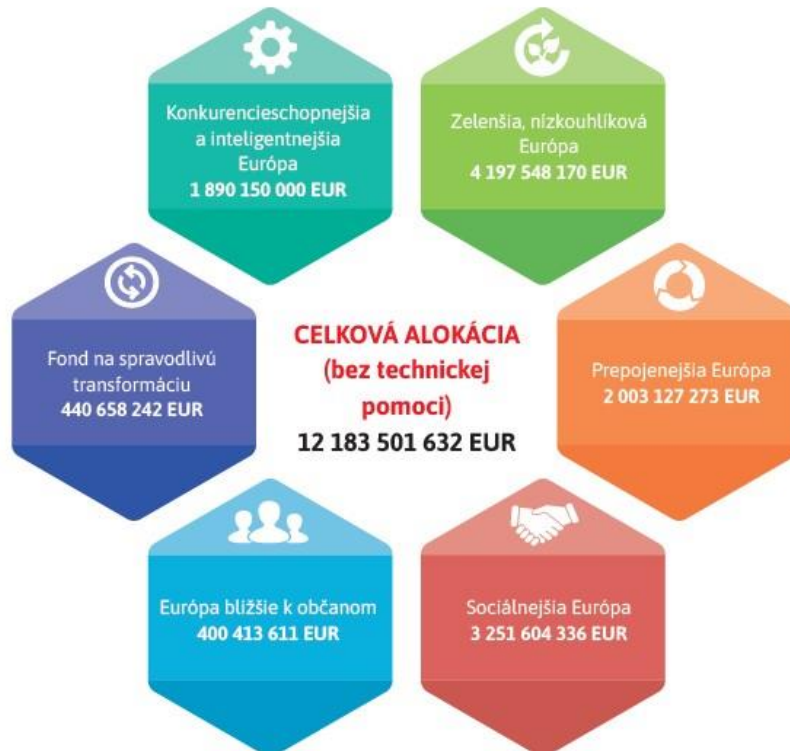 Konkurencieschopnejšia
a inteligentnejšia
Európa
1 890 150 000 EUR
Zelenšia, nízkouhlíková
Európa
4 197 548 170 EUR
Fond na spravodlivú
transformáciu
440 658 242 EUR
CELKOVÁ ALOKÁCIA
(bez technickej
pomoci)
12 183 501 632 EUR
Prepojenejšia Európa
2 003 127 273 EUR
Európa bližšie k občanom
400 413 611 EUR
Sociálnejšia Európa
3 251 604 336 EUR